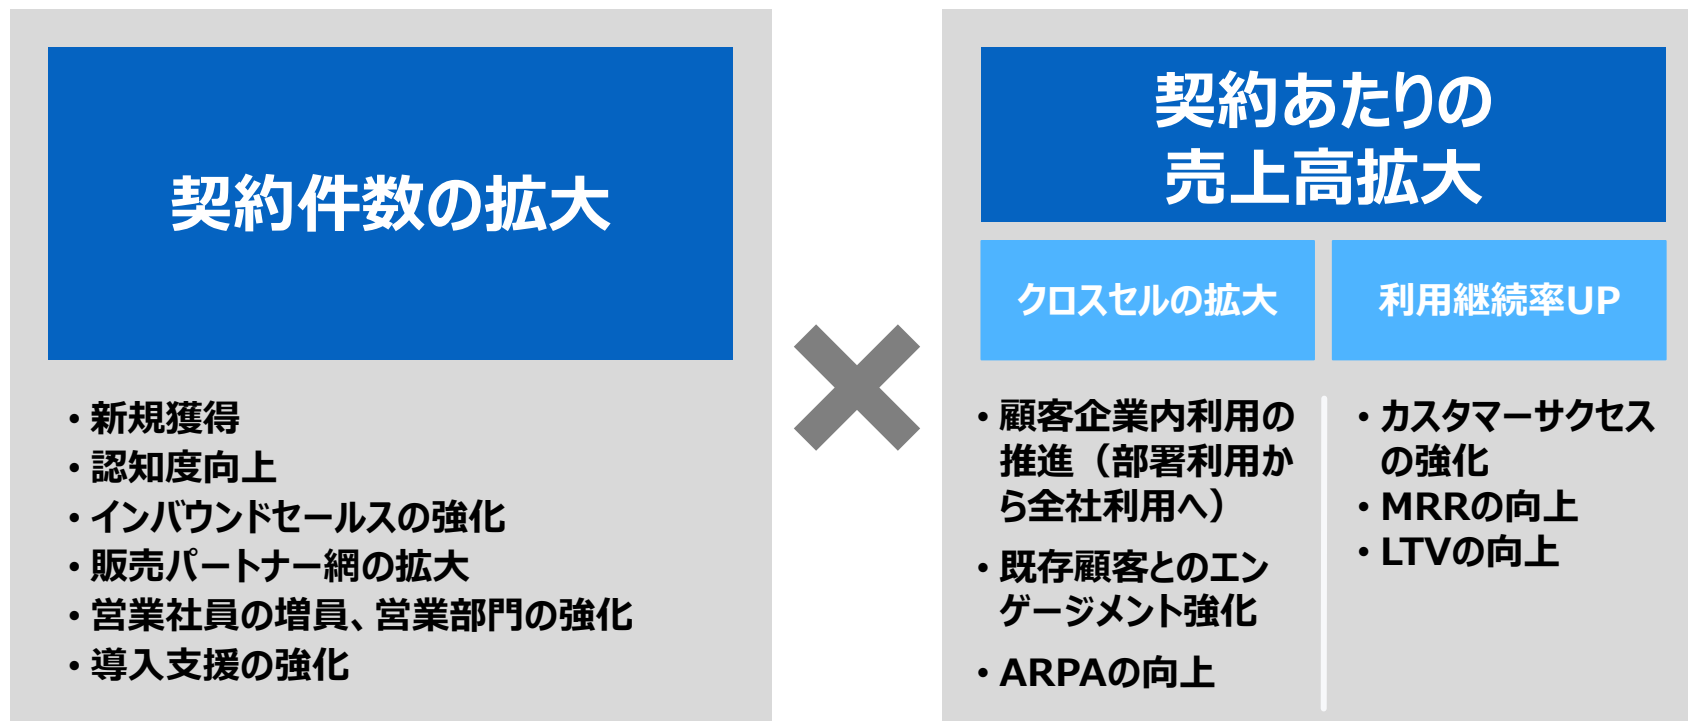 契約件数の拡大
・新規獲得
・認知度向上
・インバウンドセールスの強化
・販売パートナー網の拡大
・営業社員の増員、営業部門の強化
・導入支援の強化
契約あたりの
売上高拡大
クロスセルの拡大
・顧客企業内利用の
推進（部署利用か
ら全社利用へ）
・既存顧客とのエン
ゲージメント強化
・ARPAの向上
利用継続率UP
・カスタマーサクセス
の強化
・MRRの向上
・LTVの向上